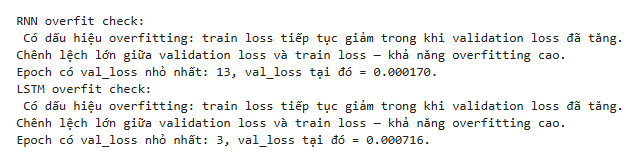 RNN overfit check:
Có dấu hiệu overfitting: train loss tiếp tục giảm trong khi validation loss đã tăng.
Chênh lệch lớn giữa validation loss và train loss — khả năng overfitting cao.
Epoch có val_loss nhỏ nhất: 13, val_loss tại đó = 0.000170.
LSTM overfit check:
Có dấu hiệu overfitting: train loss tiếp tục giảm trong khi validation loss đã tăng.
Chênh lệch lớn giữa validation loss và train loss — khả năng overfitting cao.
Epoch có val_loss nhỏ nhất: 3, val_loss tại đó = 0.000716.